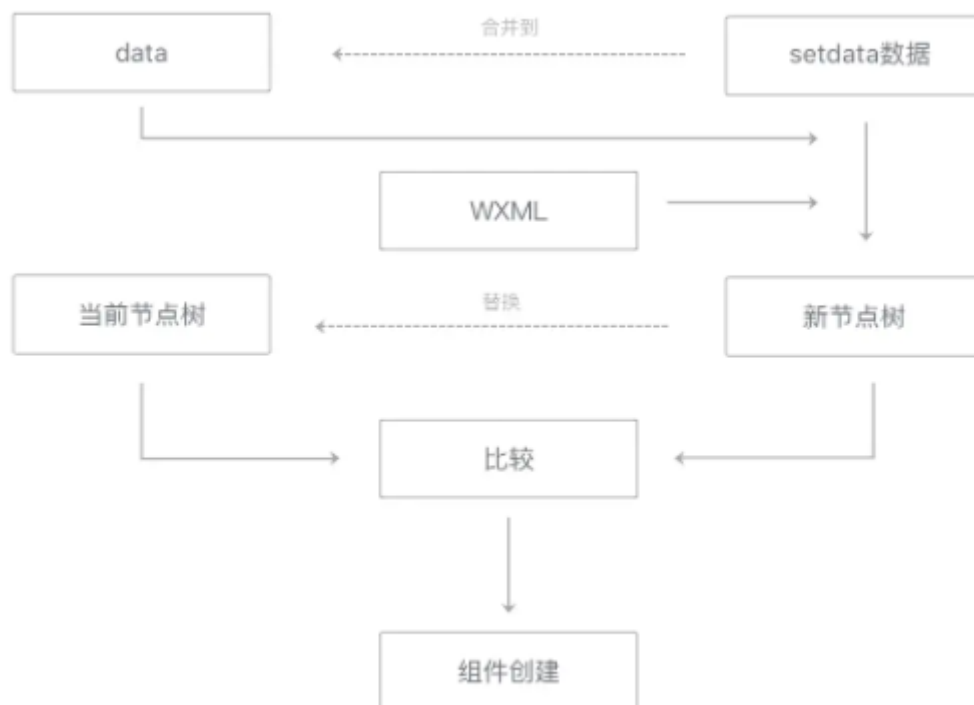 合并到
data
setdata数据
WXML
当前节点树
替换
新节点树
比较
组件创建